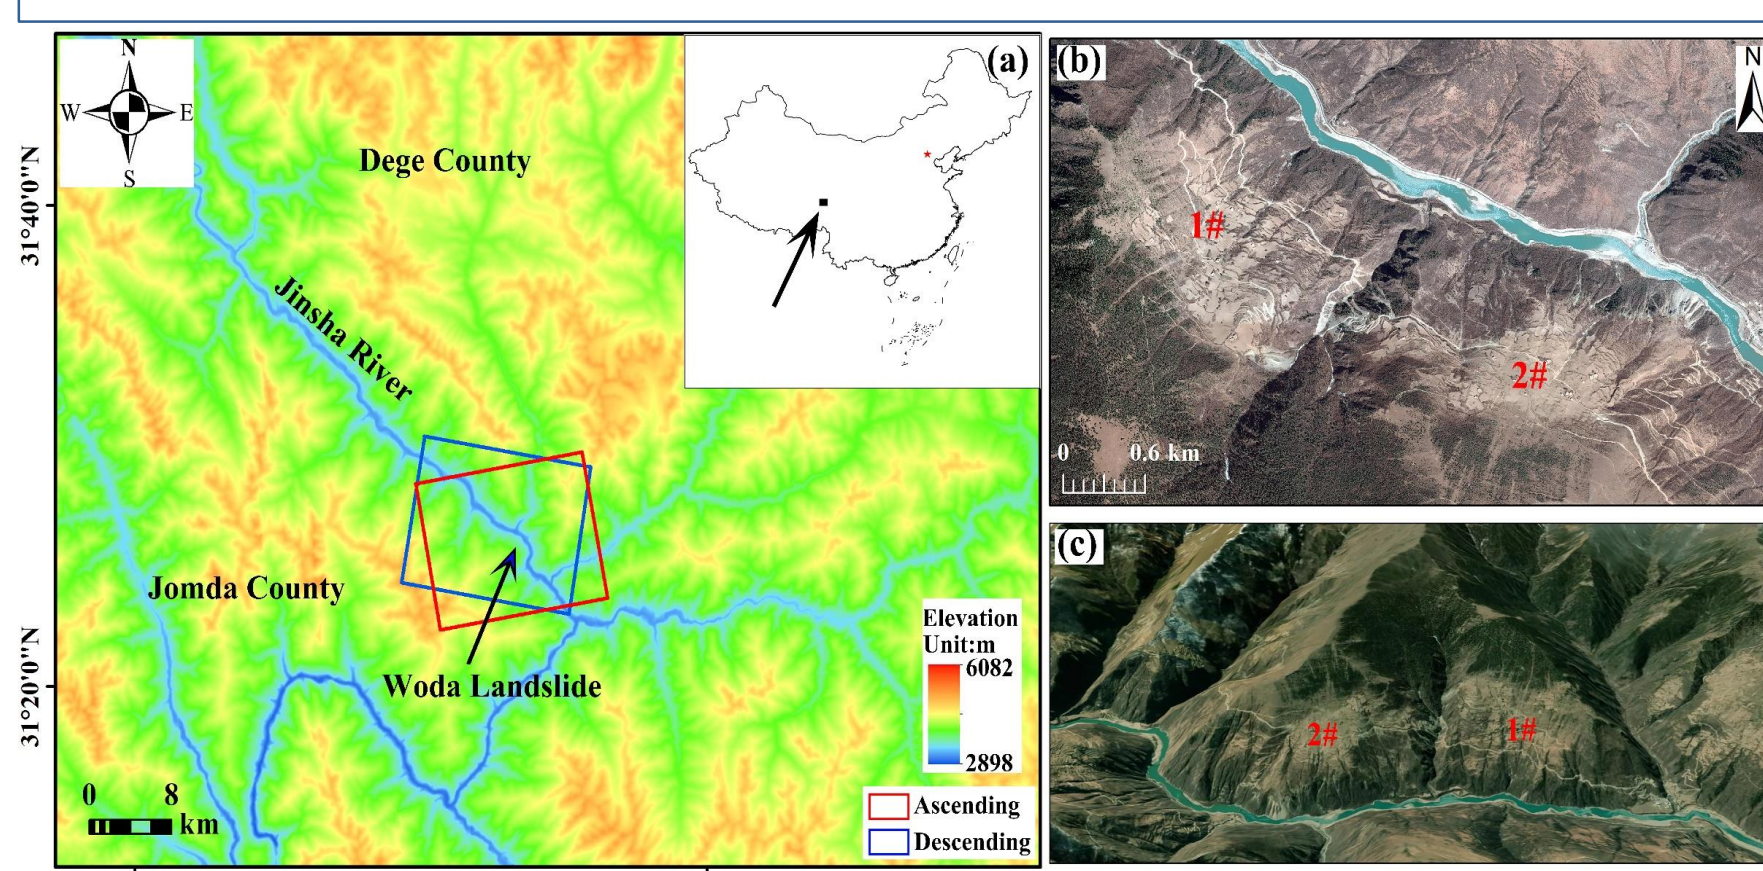 N
W
E
S
(a)
Dege County
Jinsha River
Jomda County
Woda Landslide
31°40'0"N
31°20'0"N
Elevation
Unit:m
6082
2898
0 8
km
Ascending
Descending
(b)
N
1#
2#
0 0.6 km
(c)
2#
1#